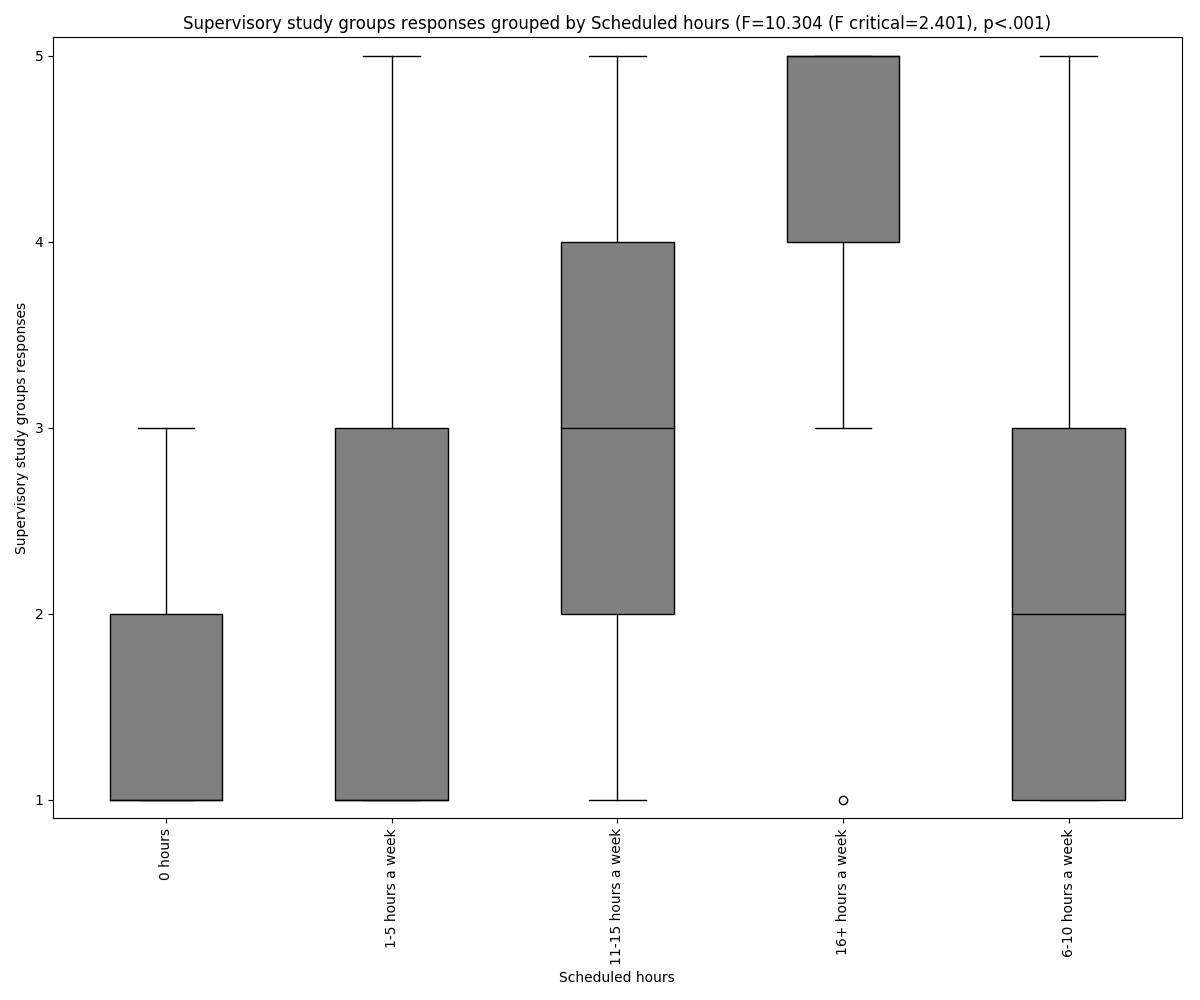 Supervisory study groups responses grouped by Scheduled hours (F=10.304 (F critical=2.401), p<.001)
Supervisory study groups responses
5
4
3
2
1
0 hours
1-5 hours a week
11-15 hours a week
16+ hours a week
6-10 hours a week
Scheduled hours